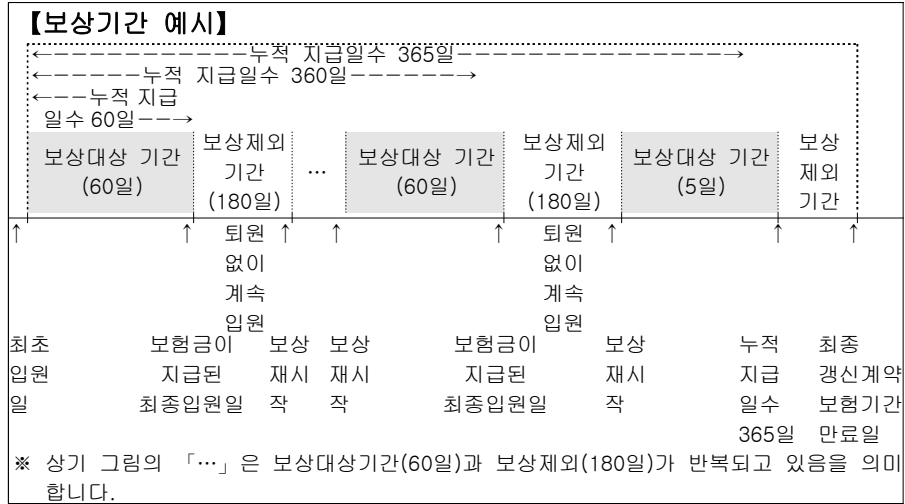 【보상기간 예시】
←－－－－－－－－－－－－누적 지급일수 365일－－－－－－－－－－－－－－－→
←－－－－－－누적 지급일수 360일－－－－－－→
←－－누적 지급
일수 60일－－→
보상대상 기간
(60일)
보상제외
기간
(180일)
…
보상대상 기간
(60일)
보상제외
기간
(180일)
보상대상 기간
(5일)
보상
제외
기간
↑ ↑ ↑ ↑ ↑ ↑ ↑ ↑
퇴원
없이
계속
입원
퇴원
없이
계속
입원
최초
입원
일
보험금이
지급된
최종입원일
보상
재시
작
보상
재시
작
보험금이
지급된
최종입원일
보상
재시
작
누적
지급
일수
365일
최종
갱신계약
보험기간
만료일
※ 상기 그림의 「…」은 보상대상기간(60일)과 보상제외(180일)가 반복되고 있음을 의미
합니다.